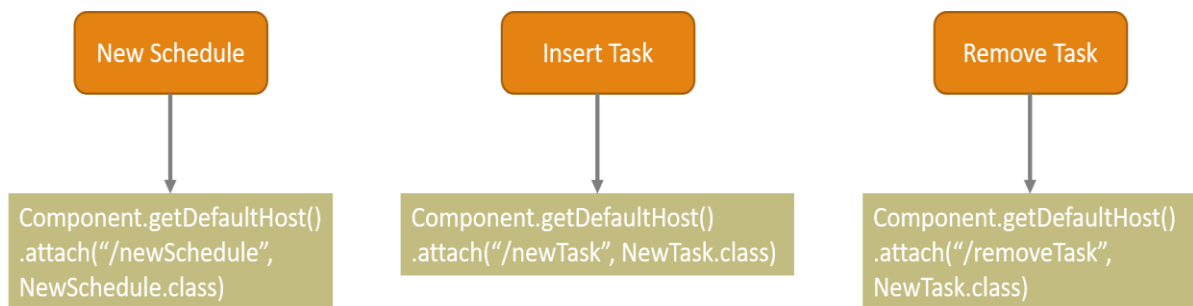 New Schedule
Insert Task
Remove Task
Component.getDefaultHost()
.attach(“/newSchedule”,
NewSchedule.class)
Component.getDefaultHost()
.attach(“/newTask”, NewTask.class)
Component.getDefaultHost()
.attach(“/removeTask”,
NewTask.class)